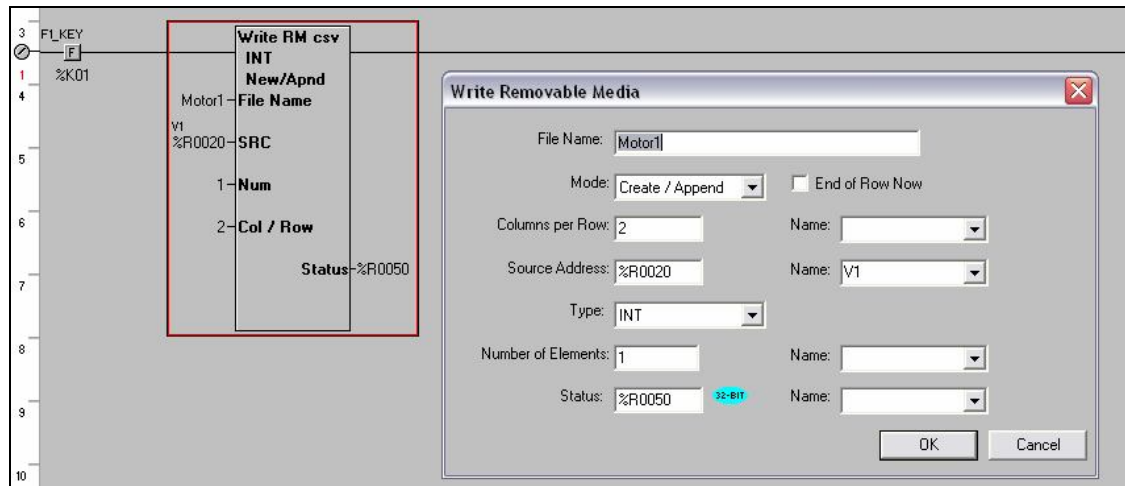 3
F1_KEY
F
%K01
1
4
5
6
7
8
9
10
Write RM csv
INT
New/Apnd
Motor1
File Name
V1
%R0020
SRC
1
Num
2
Col / Row
Status
%R0050
Write Removable Media
File Name: Motor1
Mode: Create / Append
End of Row Now
Columns per Row: 2
Name:
Source Address: %R0020
Name: V1
Type: INT
Number of Elements: 1
Name:
Status: %R0050
32-BIT
Name:
OK
Cancel